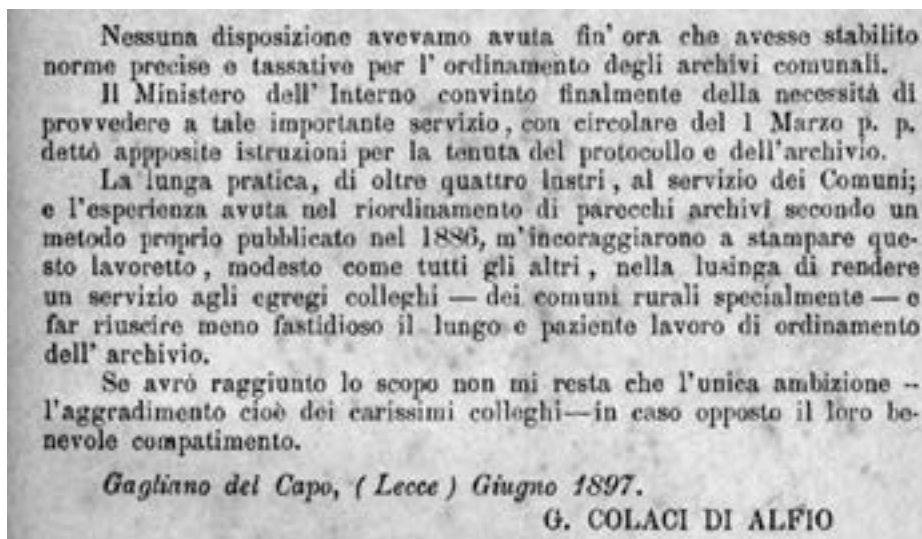 Nessuna disposizione avevamo avuta fin' ora che avesse stabilito
norme precise e tassative per l' ordinamento degli archivi comunali.
Il Ministero dell' Interno convinto finalmente della necessità di
provvedere a tale importante servizio, con circolare del 1 Marzo p. p.
dettò appposite istruzioni per la tenuta del protocollo e dell'archivio.
La lunga pratica, di oltre quattro lustri, al servizio dei Comuni;
e l'esperienza avuta nel riordinamento di parecchi archivî secondo un
metodo proprio pubblicato nel 1886, m'incoraggiarono a stampare que-
sto lavoretto, modesto come tutti gli altri, nella lusinga di rendere
un servizio agli egregi colleghi — dei comuni rurali specialmente — e
far riuscire meno fastidioso il lungo e paziente lavoro di ordinamento
dell' archivio.
Se avrò raggiunto lo scopo non mi resta che l'unica ambizione —
l'aggradimento cioè dei carissimi colleghi—in caso opposto il loro be-
nevole compatimento.
Gagliano del Capo, (Lecce) Giugno 1897.
G. COLACI DI ALFIO